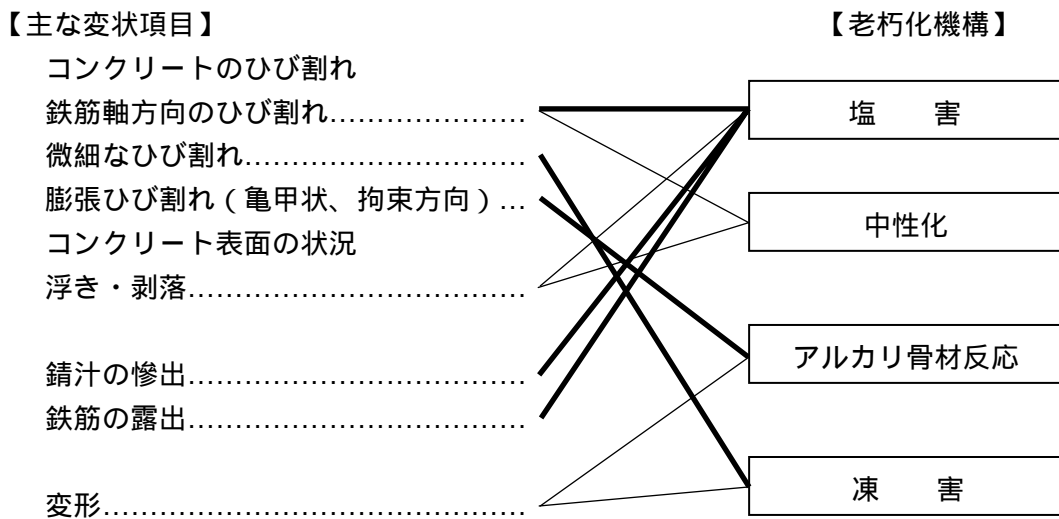 【主な変状項目】 【老朽化機構】
コンクリートのひび割れ
鉄筋軸方向のひび割れ..................... 塩 害
微細なひび割れ..............................
膨張ひび割れ（亀甲状、拘束方向）... 中性化
コンクリート表面の状況
浮き・剥落....................................
錆汁の慘出.................................... アルカリ骨材反応
鉄筋の露出....................................
変形............................................. 凍 害